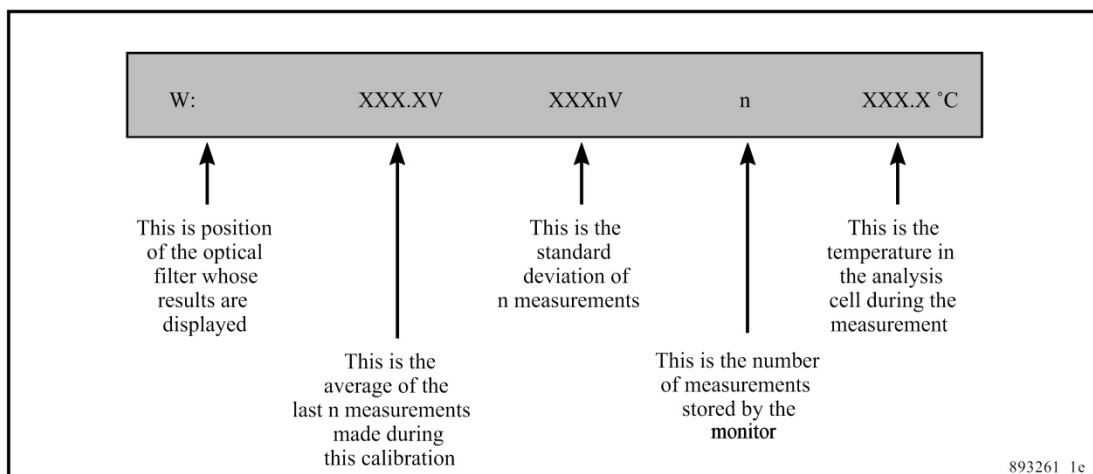 W: XXX.XV XXXnV n XXX.X °C
This is position
of the optical
filter whose
results are
displayed
This is the
average of the
last n measurements
made during
this calibration
This is the
standard
deviation of
n measurements
This is the number
of measurements
stored by the
monitor
This is the
temperature in
the analysis
cell during the
measurement
893261 1e